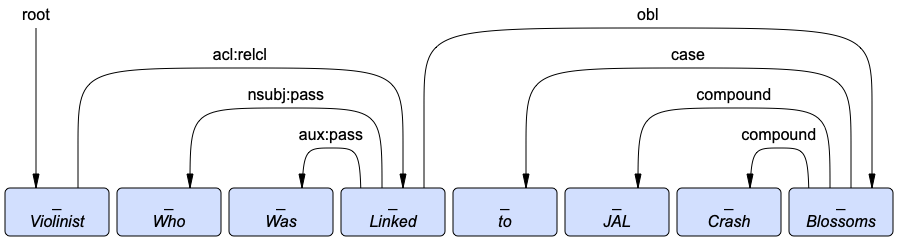 root
obl
acl:relcl
case
nsubj:pass
compound
aux:pass
compound
_ _ _ _ _ _ _ _
Violinist Who Was Linked to JAL Crash Blossoms